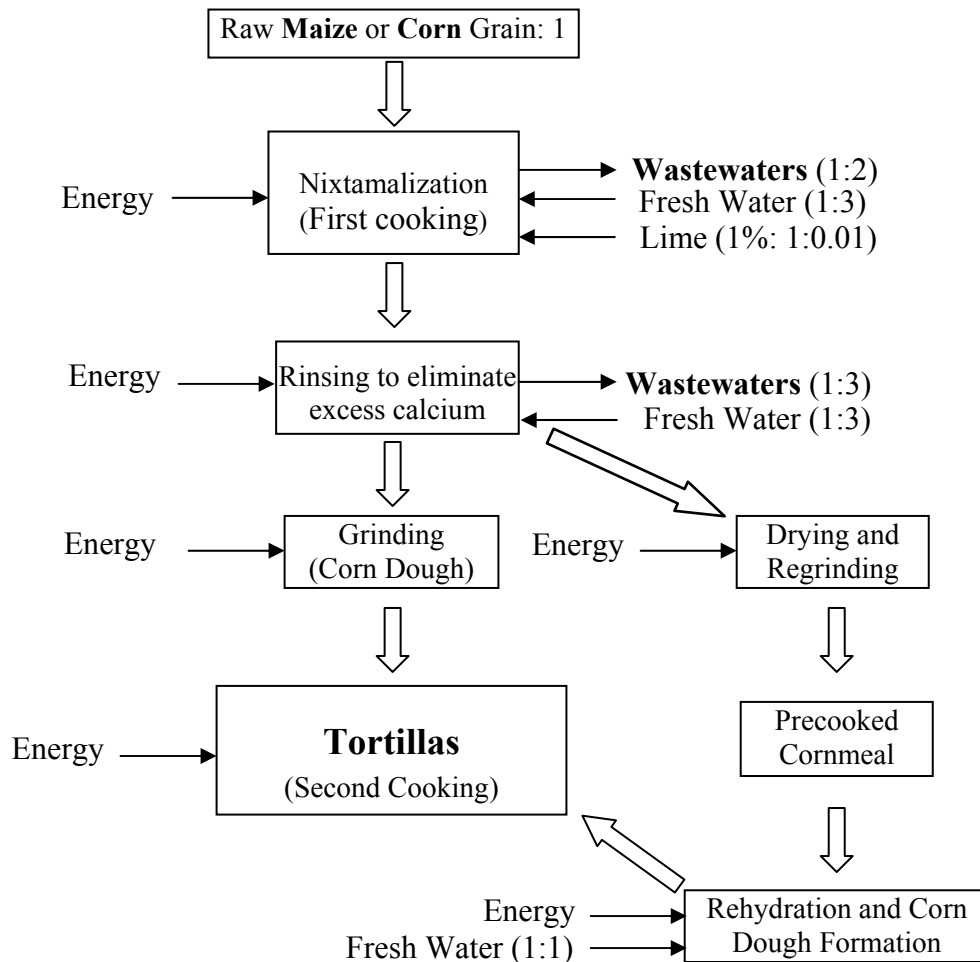 Raw Maize or Corn Grain: 1
Energy
Nixtamalization
(First cooking)
Wastewaters (1:2)
Fresh Water (1:3)
Lime (1%: 1:0.01)
Energy
Rinsing to eliminate
excess calcium
Wastewaters (1:3)
Fresh Water (1:3)
Energy
Grinding
(Corn Dough)
Energy
Drying and
Regrinding
Energy
Tortillas
(Second Cooking)
Precooked
Cornmeal
Energy
Fresh Water (1:1)
Rehydration and Corn
Dough Formation